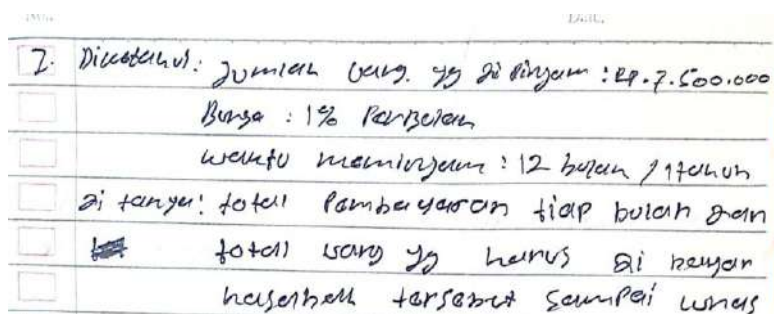 7. Diketahui: Jumlah uang yg di pinjam : Rp. 7.500.000
Bunga : 1% Perbulan
waktu meminjam : 12 bulan / 1 tahun
di tanya: total Pembayaran tiap bulan dan
total uang yg harus di bayar
tersebut sampai lunas